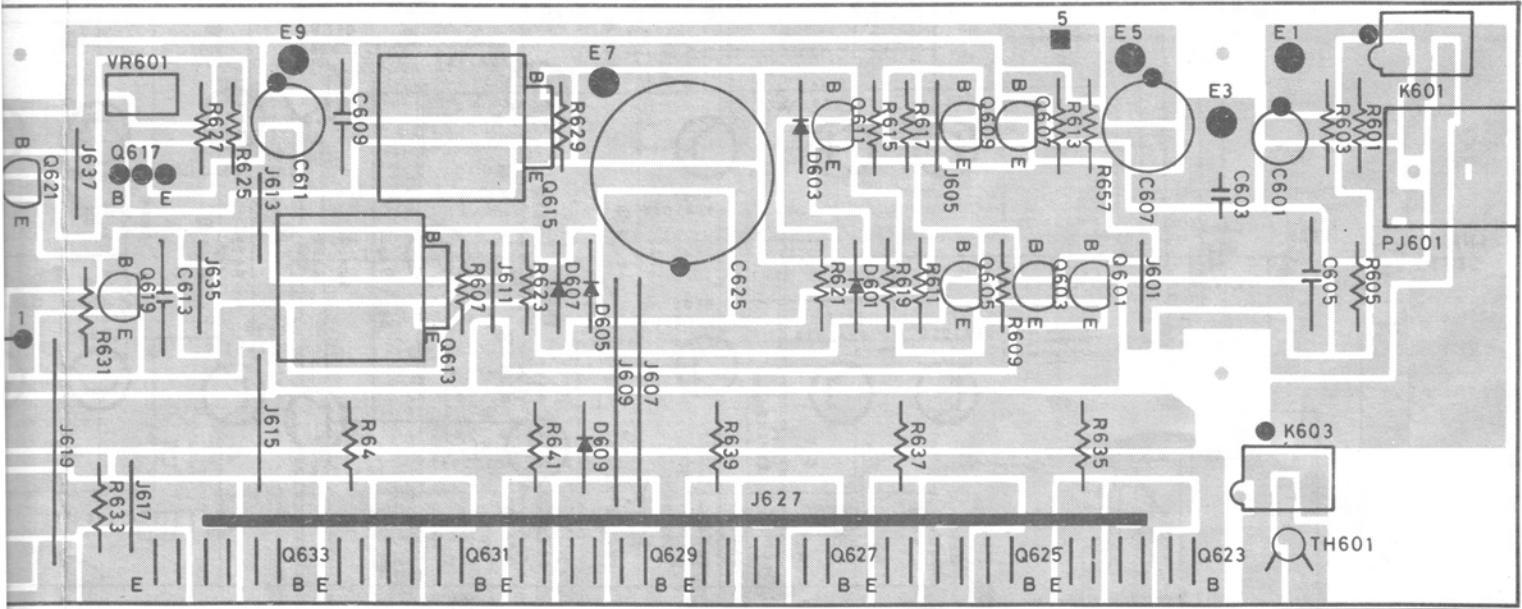 E9
E7
5
E5
E1
VR601
K601
B
E3
B
B
B
R627
R625
C611
C609
R629
D603
Q611
R615
R617
Q609
Q607
R613
R657
C607
C603
C601
R603
R601
B
Q621
J637
Q617
B
E
J613
E
Q615
E
J605
E
E
PJ601
E
B
Q619
C613
J635
B
R607
J611
R623
D607
D605
C625
R621
D601
R619
R611
B
Q605
B
Q603
B
Q601
J601
C605
R605
1
R631
E
E
Q613
J609
J607
E
R609
E
E
J619
J615
R64
R641
D609
R639
R637
R635
K603
R633
J617
J627
TH601
Q633
Q631
Q629
Q627
Q625
Q623
E
B
E
B
E
B
E
B
E
B
E
B